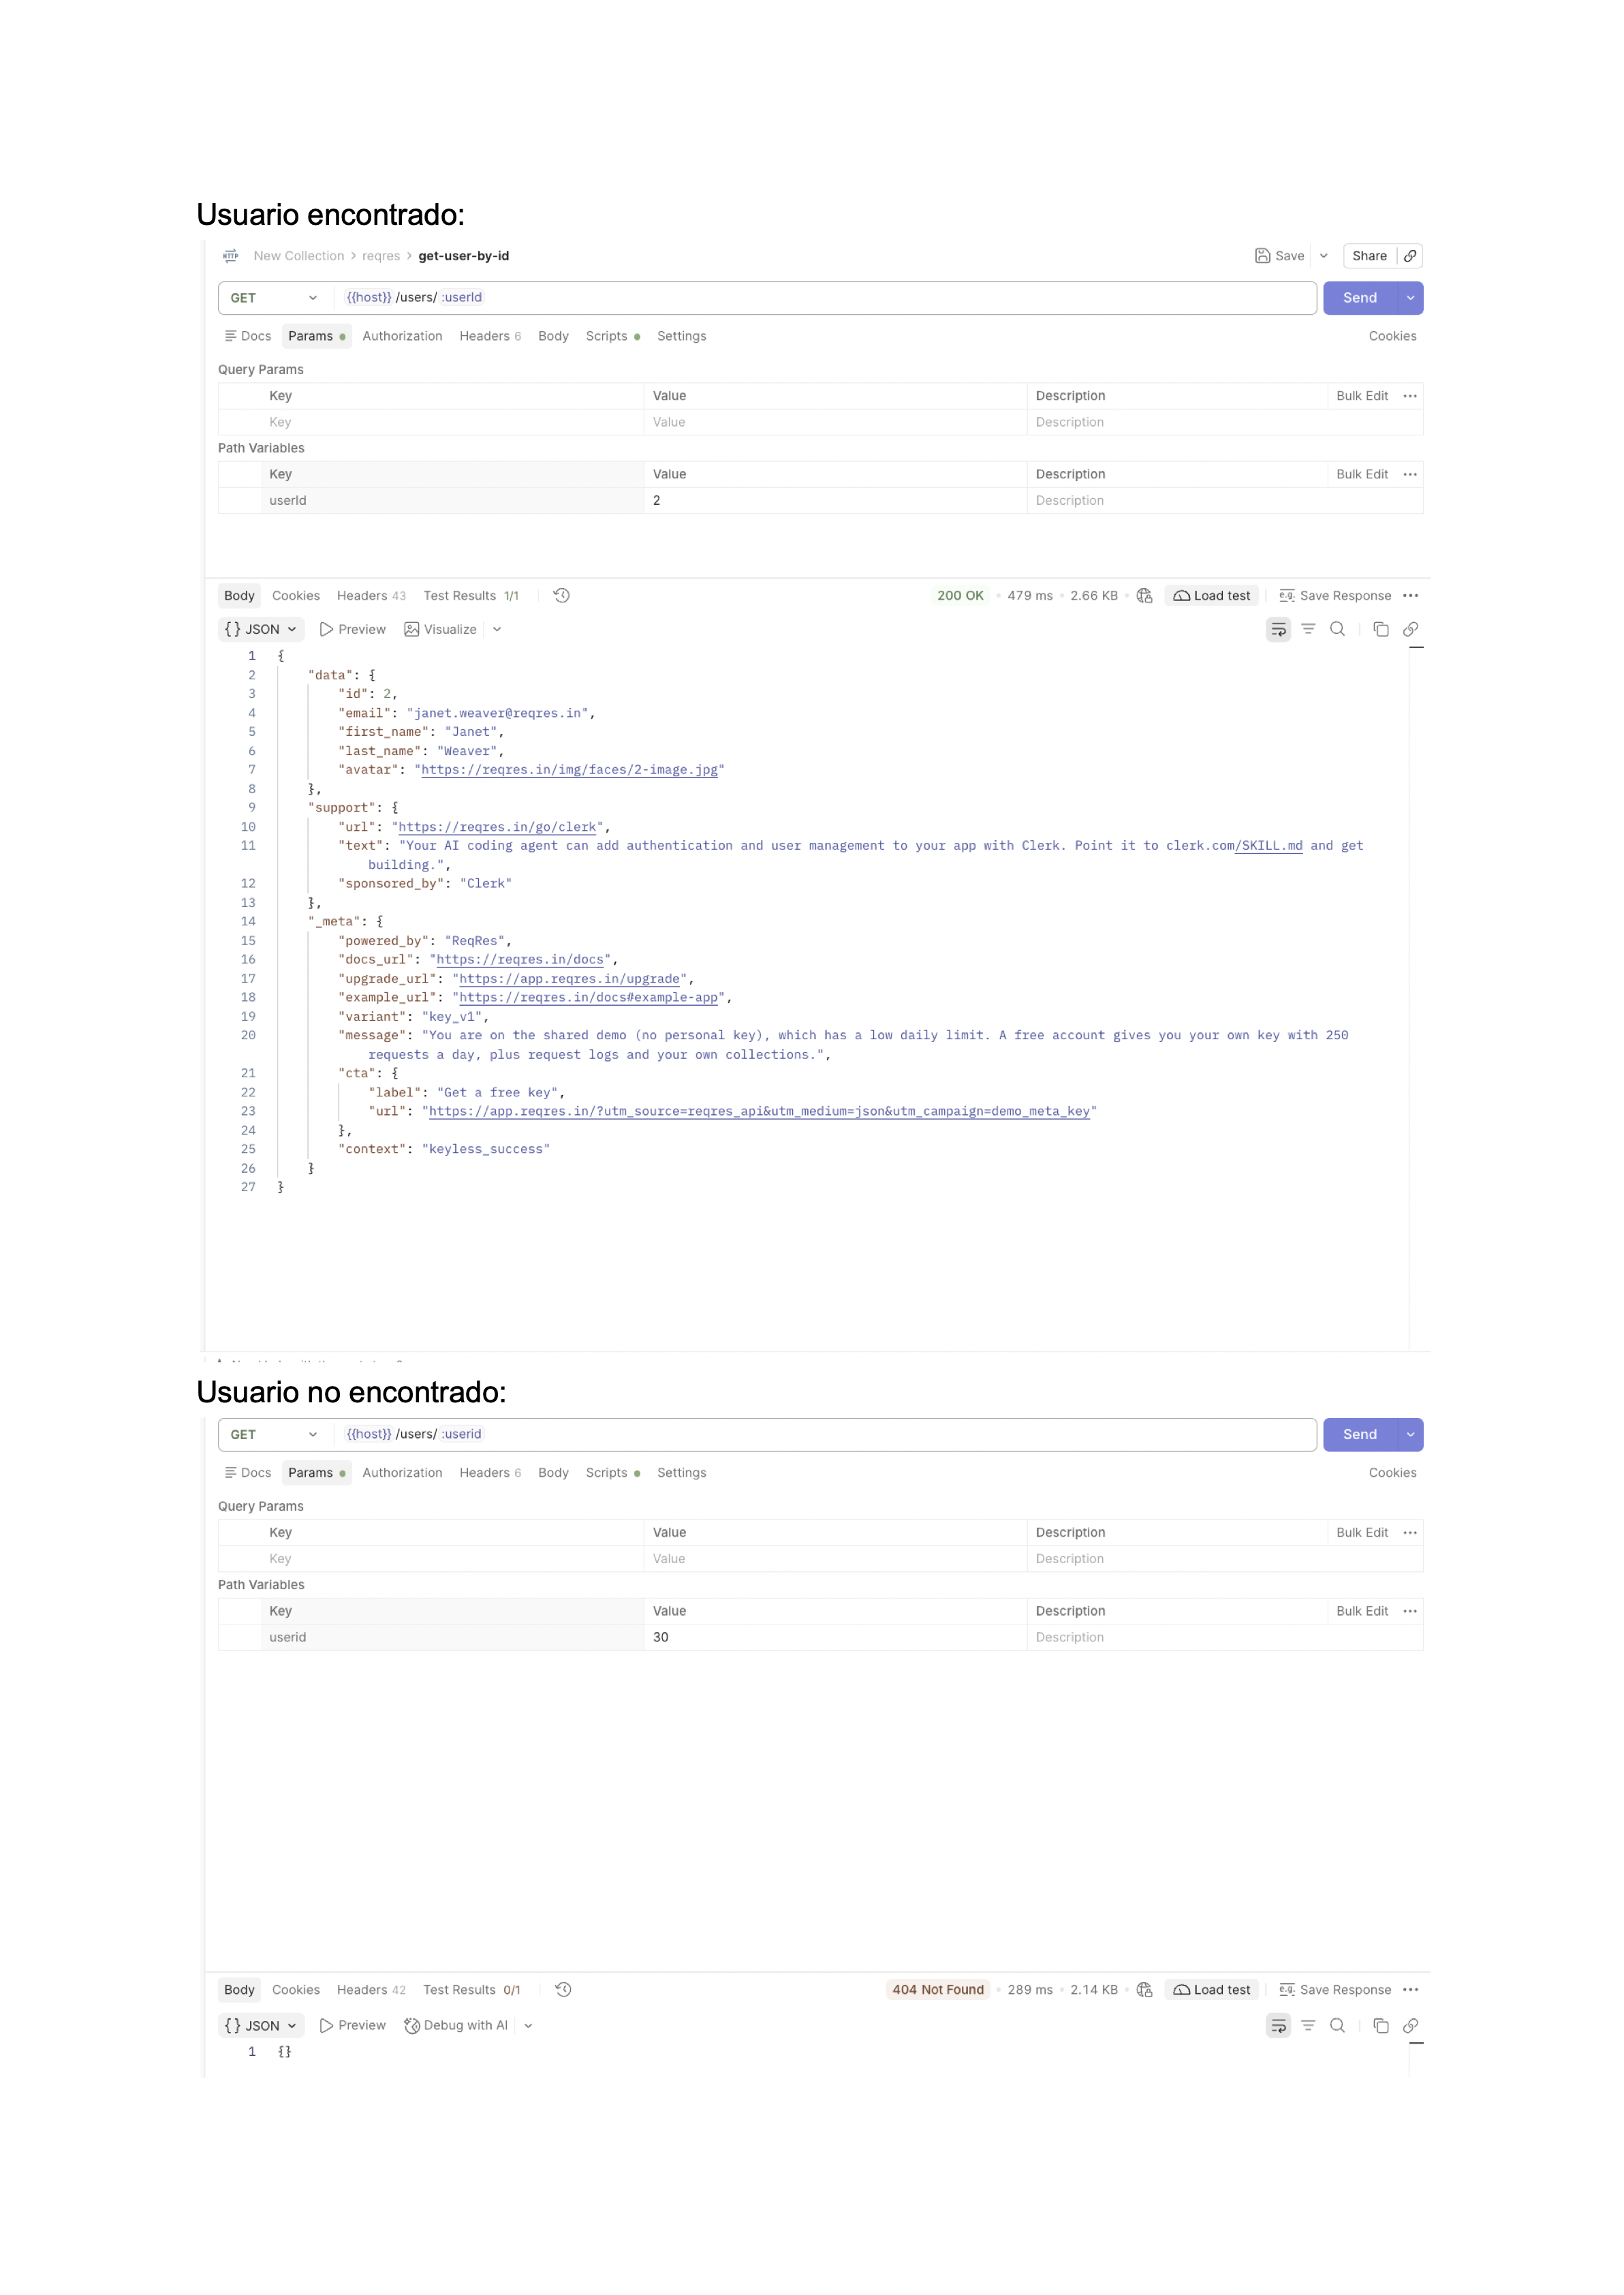 Usuario encontrado:
HTTP New Collection > reqres > get-user-by-id Save Share
GET {{host}} /users/ :userId Send
Docs Params Authorization Headers 6 Body Scripts Settings Cookies
Query Params
Key Value Description Bulk Edit ...
Key Value Description
Path Variables
Key Value Description Bulk Edit ...
userId 2 Description
Body Cookies Headers 43 Test Results 1/1 200 OK • 479 ms • 2.66 KB • Load test e.g. Save Response ...
{} JSON Preview Visualize
1 {
2 "data": {
3 "id": 2,
4 "email": "janet.weaver@reqres.in",
5 "first_name": "Janet",
6 "last_name": "Weaver",
7 "avatar": "https://reqres.in/img/faces/2-image.jpg"
8 },
9 "support": {
10 "url": "https://reqres.in/go/clerk",
11 "text": "Your AI coding agent can add authentication and user management to your app with Clerk. Point it to clerk.com/SKILL.md and get
building.",
12 "sponsored_by": "Clerk"
13 },
14 "_meta": {
15 "powered_by": "ReqRes",
16 "docs_url": "https://reqres.in/docs",
17 "upgrade_url": "https://app.reqres.in/upgrade",
18 "example_url": "https://reqres.in/docs#example-app",
19 "variant": "key_v1",
20 "message": "You are on the shared demo (no personal key), which has a low daily limit. A free account gives you your own key with 250
requests a day, plus request logs and your own collections.",
21 "cta": {
22 "label": "Get a free key",
23 "url": "https://app.reqres.in/?utm_source=reqres_api&utm_medium=json&utm_campaign=demo_meta_key"
24 },
25 "context": "keyless_success"
26 }
27 }
Usuario no encontrado:
GET {{host}} /users/ :userid Send
Docs Params Authorization Headers 6 Body Scripts Settings Cookies
Query Params
Key Value Description Bulk Edit ...
Key Value Description
Path Variables
Key Value Description Bulk Edit ...
userid 30 Description
Body Cookies Headers 42 Test Results 0/1 404 Not Found • 289 ms • 2.14 KB • Load test e.g. Save Response ...
{} JSON Preview Debug with AI
1 {}